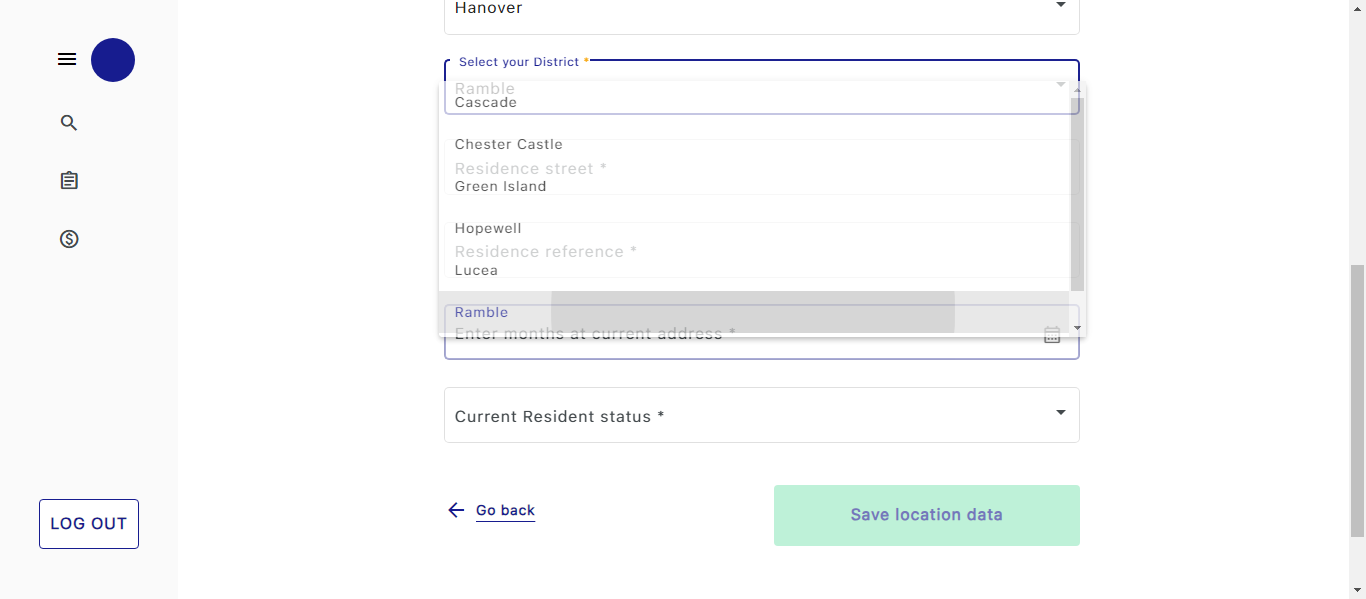 Hanover
Select your District *
Ramble
Cascade
Chester Castle
Residence street *
Green Island
Hopewell
Residence reference *
Lucea
Ramble
Enter months at current address *
Current Resident status *
Go back
Save location data
LOG OUT